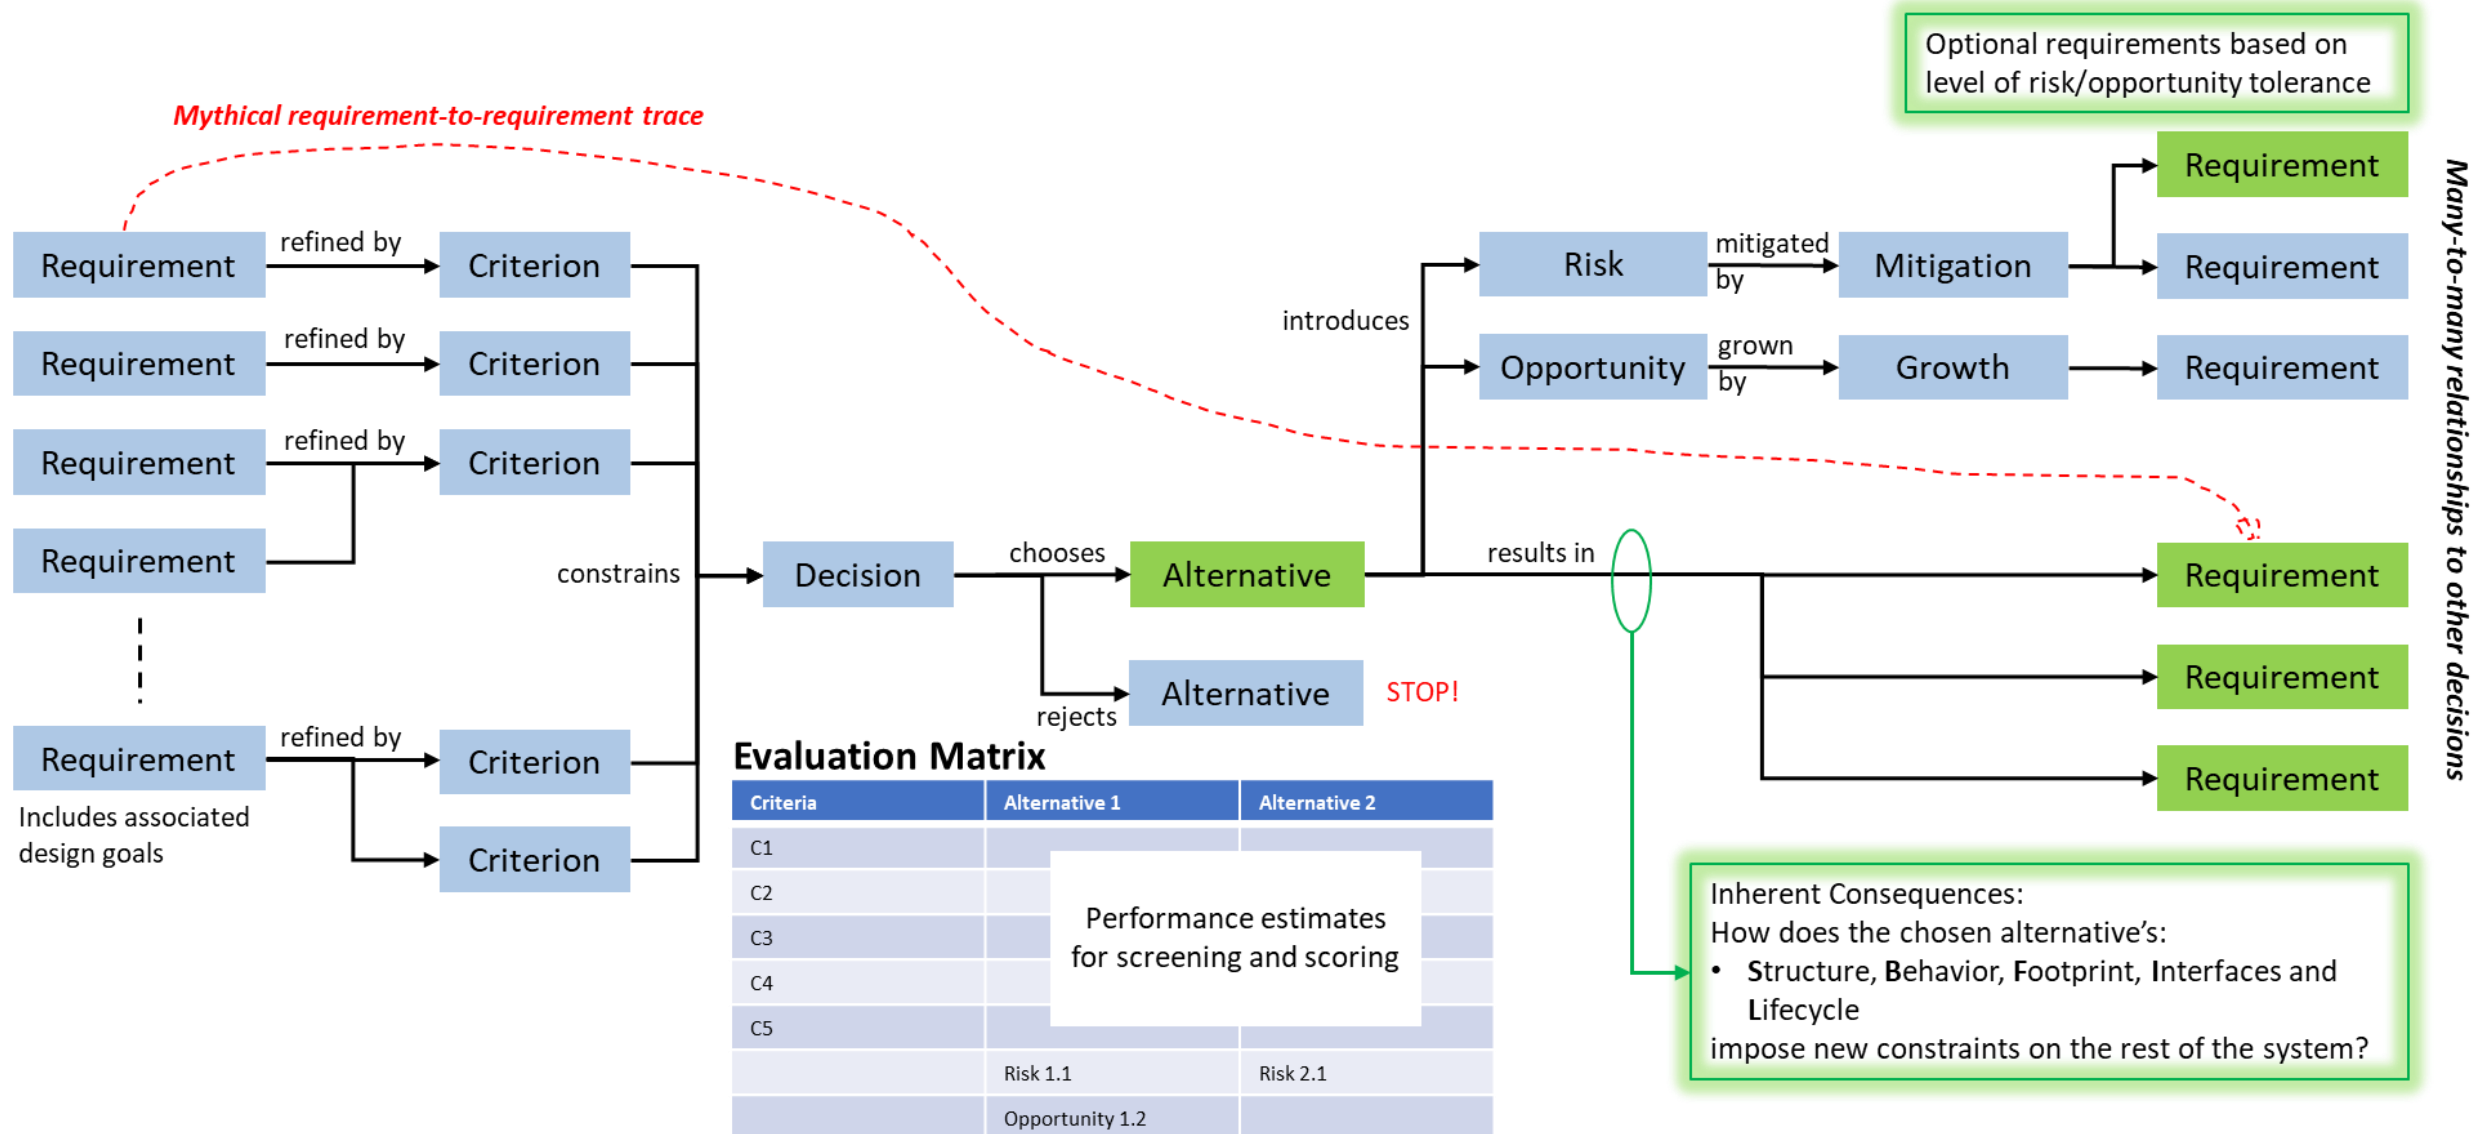 Optional requirements based on
level of risk/opportunity tolerance
Mythical requirement-to-requirement trace
Requirement
refined by
Criterion
Requirement
refined by
Criterion
Requirement
refined by
Criterion
Requirement
constrains
Requirement
refined by
Criterion
Criterion
Includes associated
design goals
Decision
chooses
Alternative
rejects
Alternative
STOP!
introduces
Risk
mitigated
by
Mitigation
Requirement
Requirement
Opportunity
grown
by
Growth
Requirement
results in
Requirement
Requirement
Requirement
Many-to-many relationships to other decisions
Evaluation Matrix
Criteria
Alternative 1
Alternative 2
C1
C2
C3
C4
C5
Performance estimates
for screening and scoring
Risk 1.1
Risk 2.1
Opportunity 1.2
Inherent Consequences:
How does the chosen alternative’s:
• Structure, Behavior, Footprint, Interfaces and
Lifecycle
impose new constraints on the rest of the system?